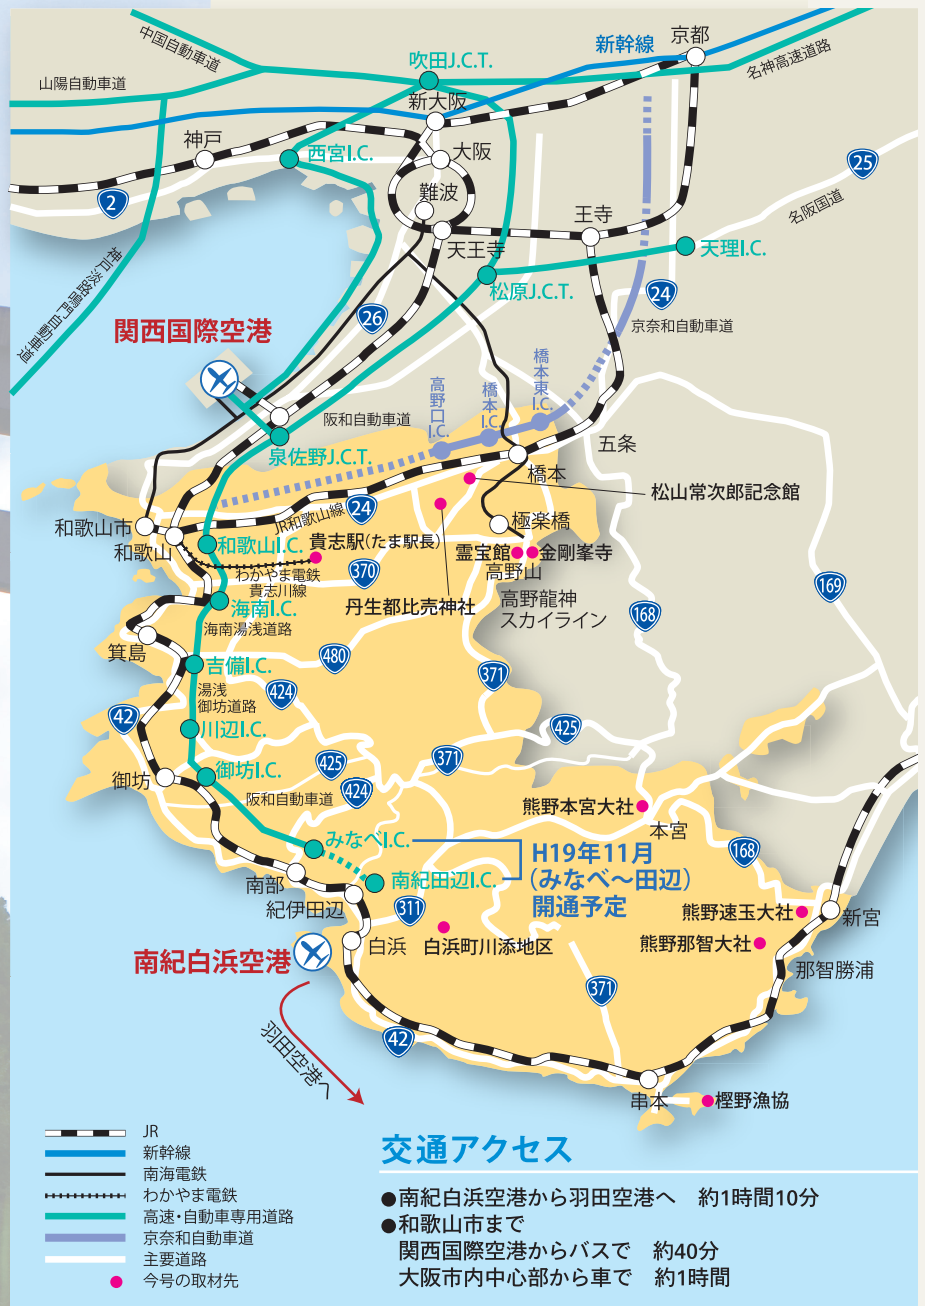 中国自動車道
山陽自動車道
吹田J.C.T.
新幹線
京都
名神高速道路
新大阪
神戸
西宮I.C.
大阪
2
25
難波
名阪国道
天王寺
王寺
天理I.C.
松原J.C.T.
神戸淡路鳴門自動車道
24
京奈和自動車道
26
関西国際空港
高野口I.C.
橋本I.C.
橋本東I.C.
阪和自動車道
五条
泉佐野J.C.T.
橋本
松山常次郎記念館
24
JR和歌山線
和歌山市
和歌山
極楽橋
和歌山I.C.
貴志駅(たま駅長)
霊宝館
金剛峯寺
高野山
わかやま電鉄
貴志川線
370
169
丹生都比売神社
高野龍神
スカイライン
168
海南I.C.
海南湯浅道路
箕島
吉備I.C.
480
371
湯浅
御坊道路
424
42
川辺I.C.
425
御坊I.C.
425
371
御坊
阪和自動車道
424
熊野本宮大社
本宮
みなべI.C.
H19年11月
(みなべ〜田辺)
開通予定
168
南部
南紀田辺I.C.
紀伊田辺
311
熊野速玉大社
新宮
白浜
白浜町川添地区
熊野那智大社
南紀白浜空港
那智勝浦
371
羽田空港へ
42
串本
樫野漁協
JR
新幹線
南海電鉄
わかやま電鉄
高速・自動車専用道路
京奈和自動車道
主要道路
今号の取材先
交通アクセス
●南紀白浜空港から羽田空港へ　約1時間10分
●和歌山市まで
関西国際空港からバスで　約40分
大阪市内中心部から車で　約1時間